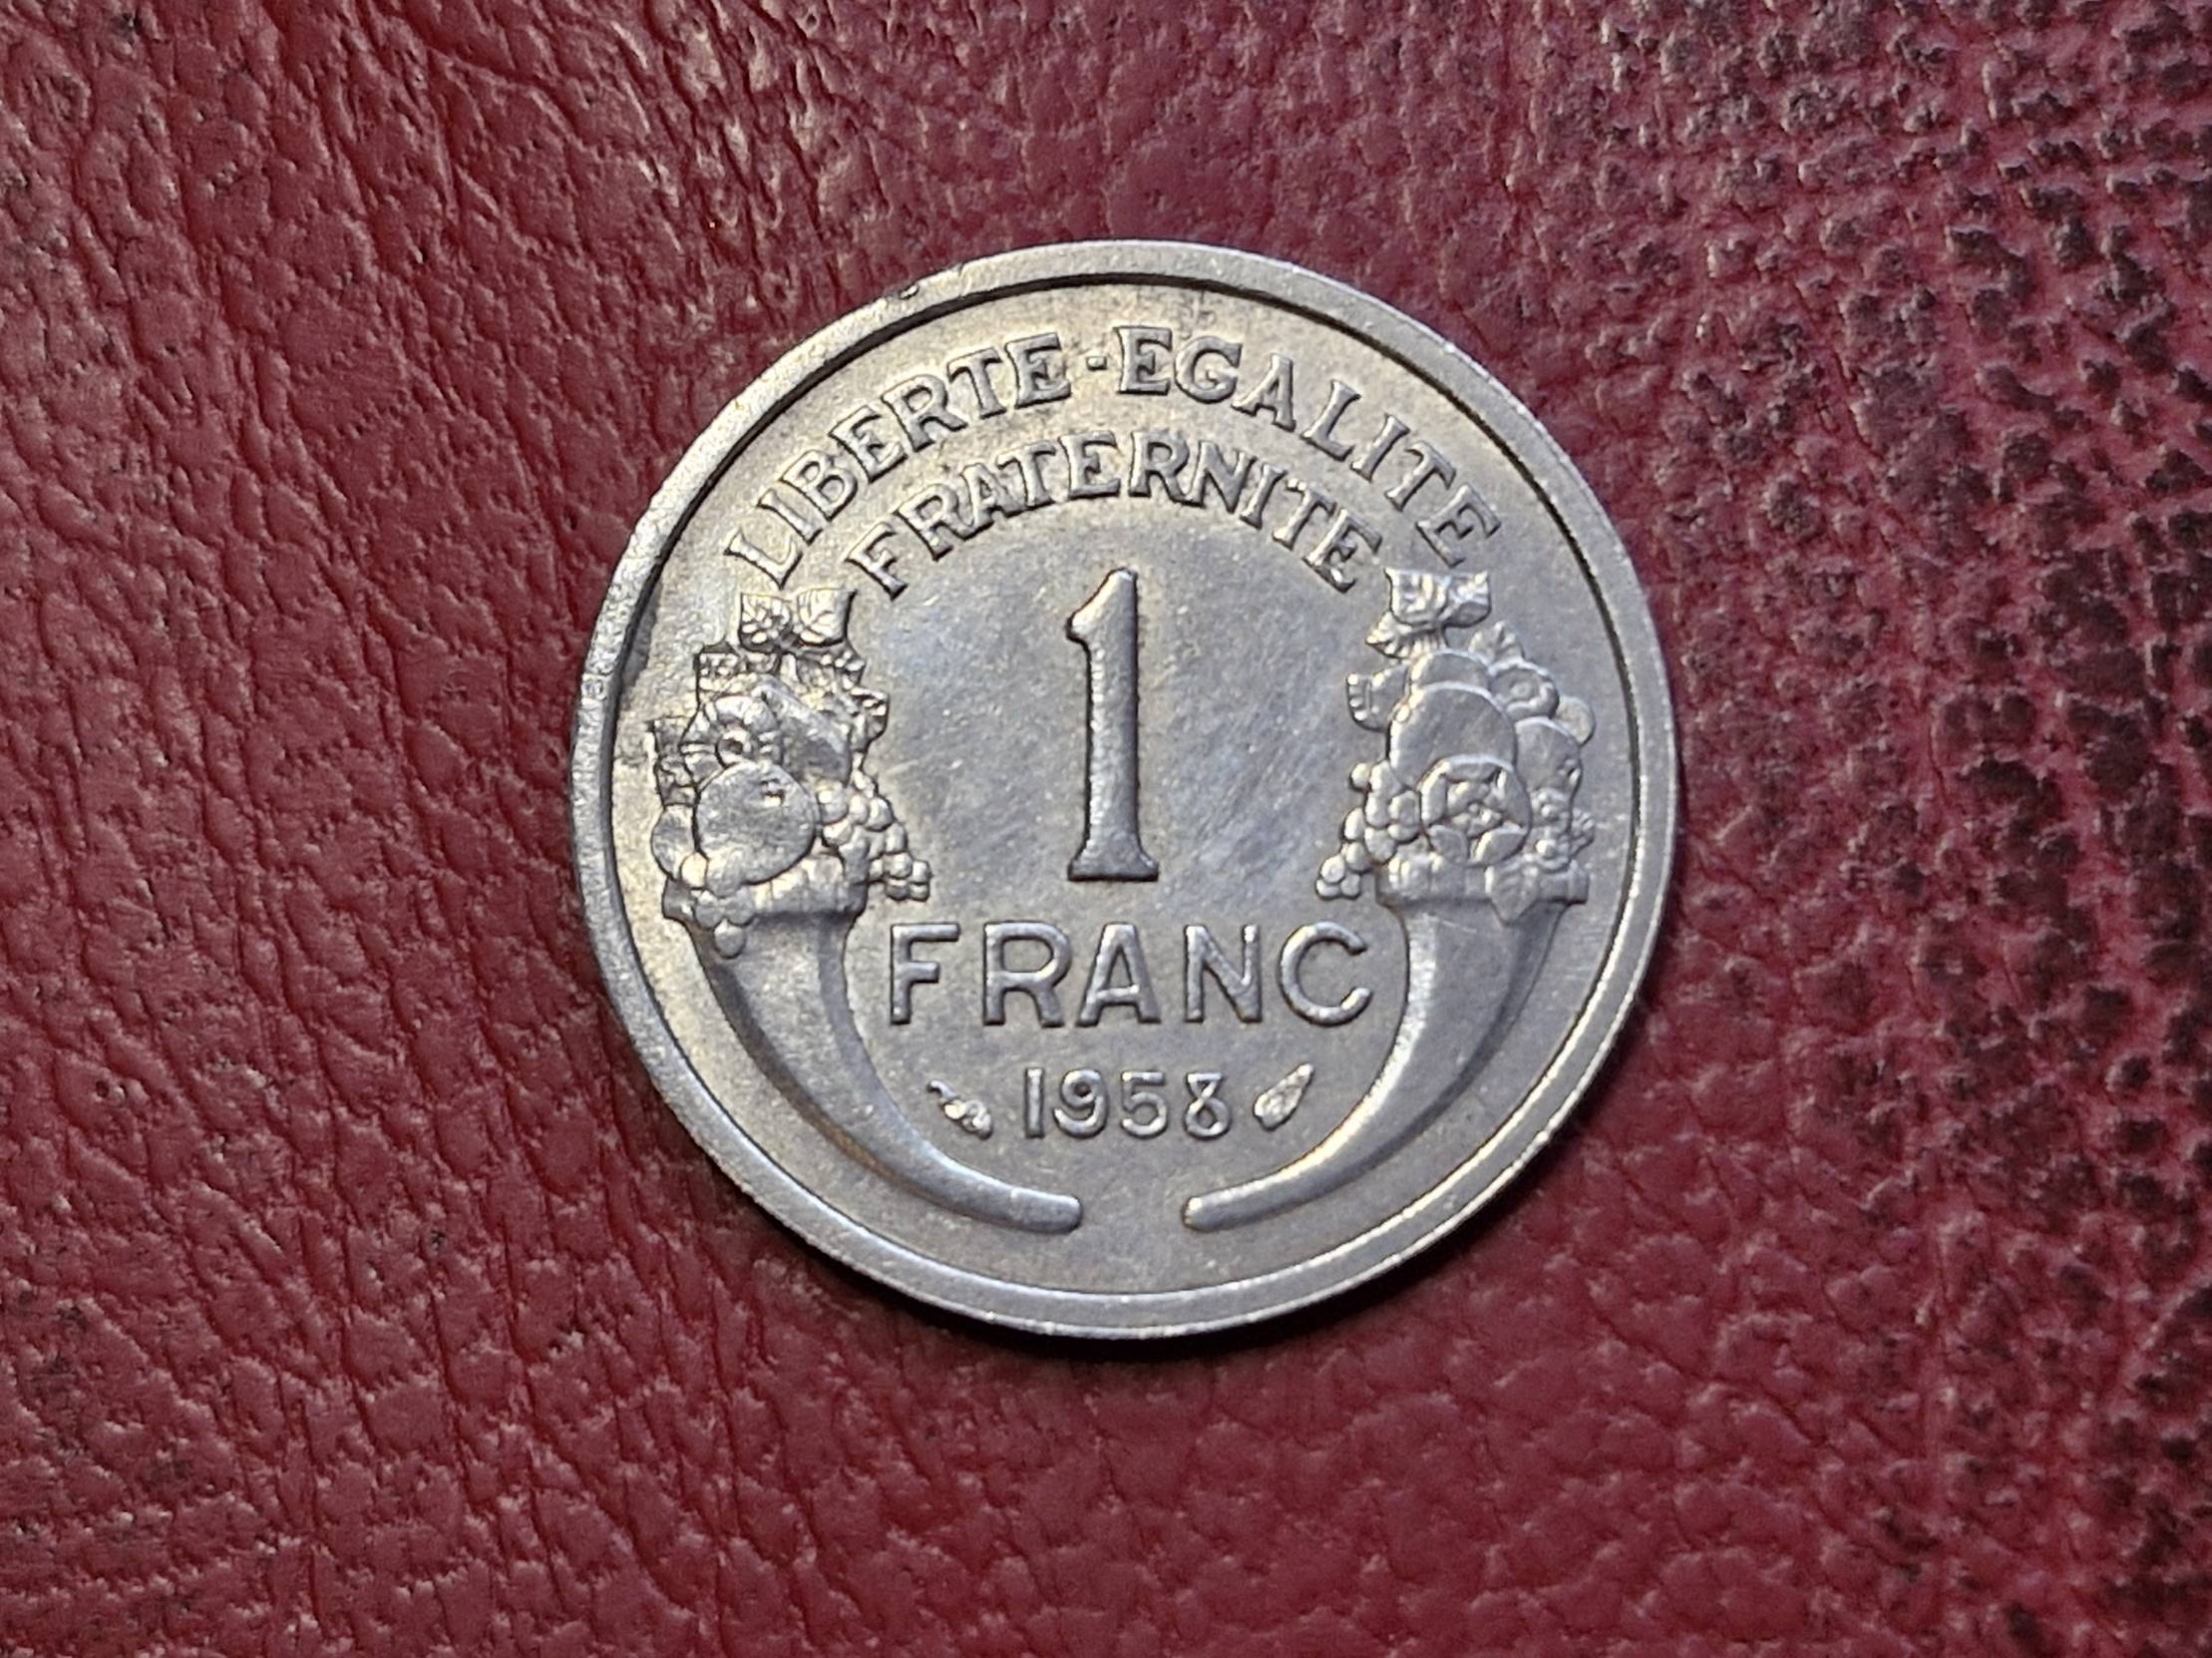 LIBERTE-EGALITE
FRATERNITE
1
FRANC
1958